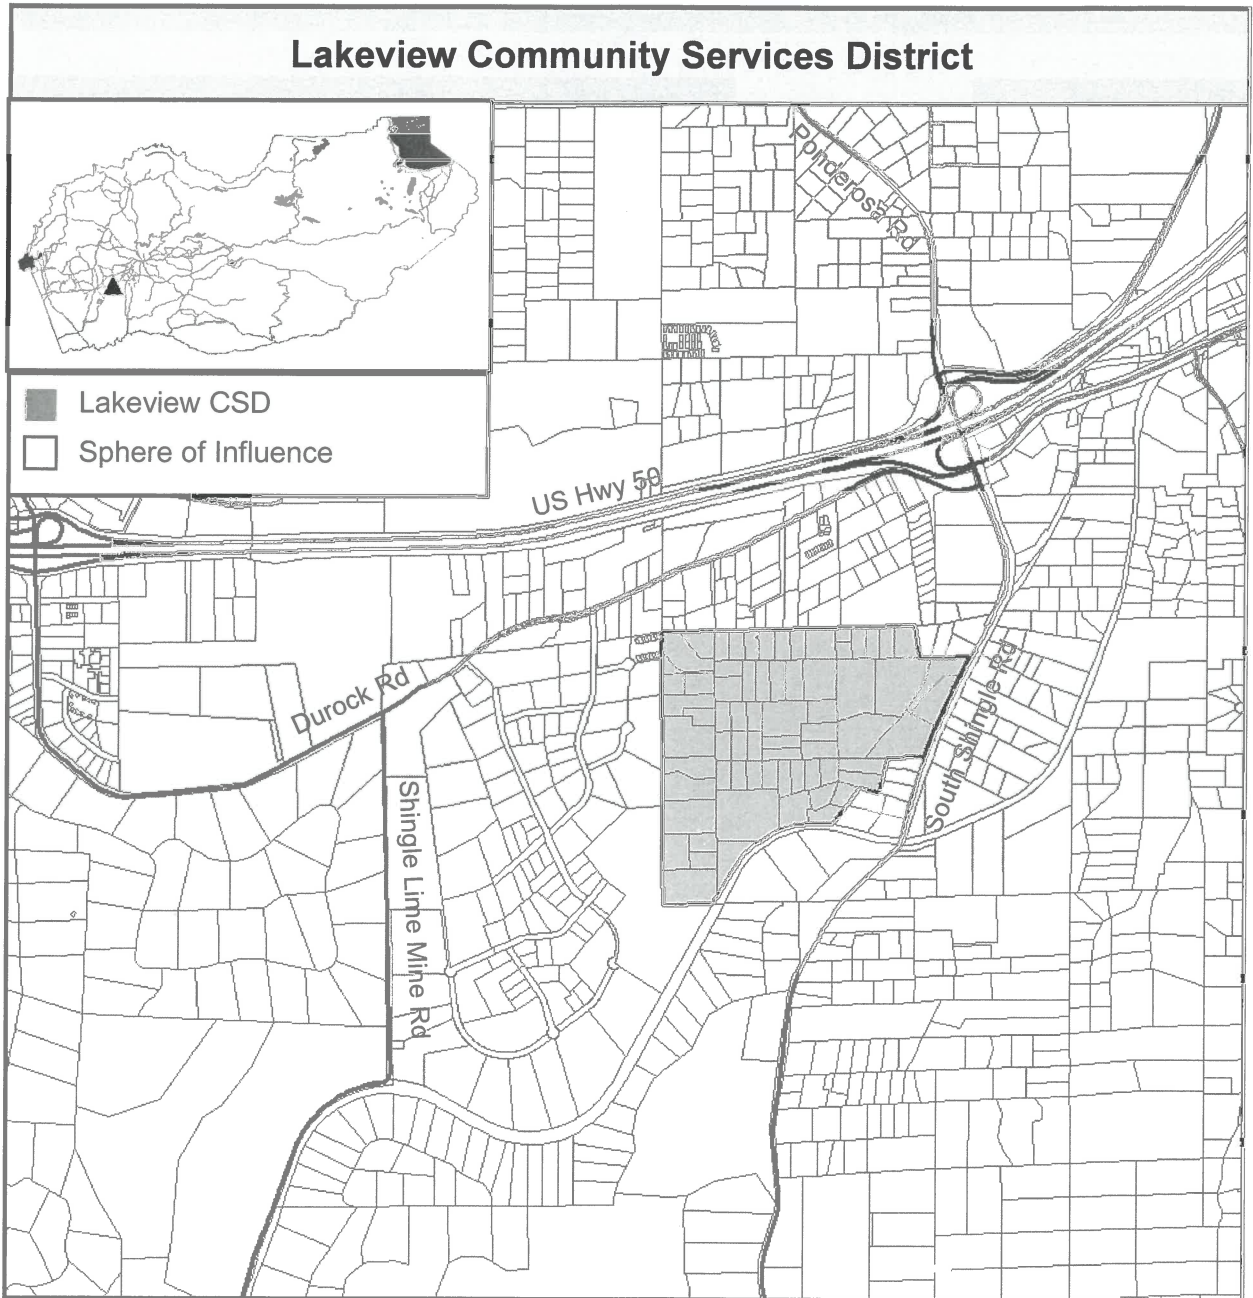 Lakeview Community Services District
Ponderosa Rd
Lakeview CSD
Sphere of Influence
US Hwy 50
Durock Rd
South Shingle Rd
Shingle Lime Mine Rd